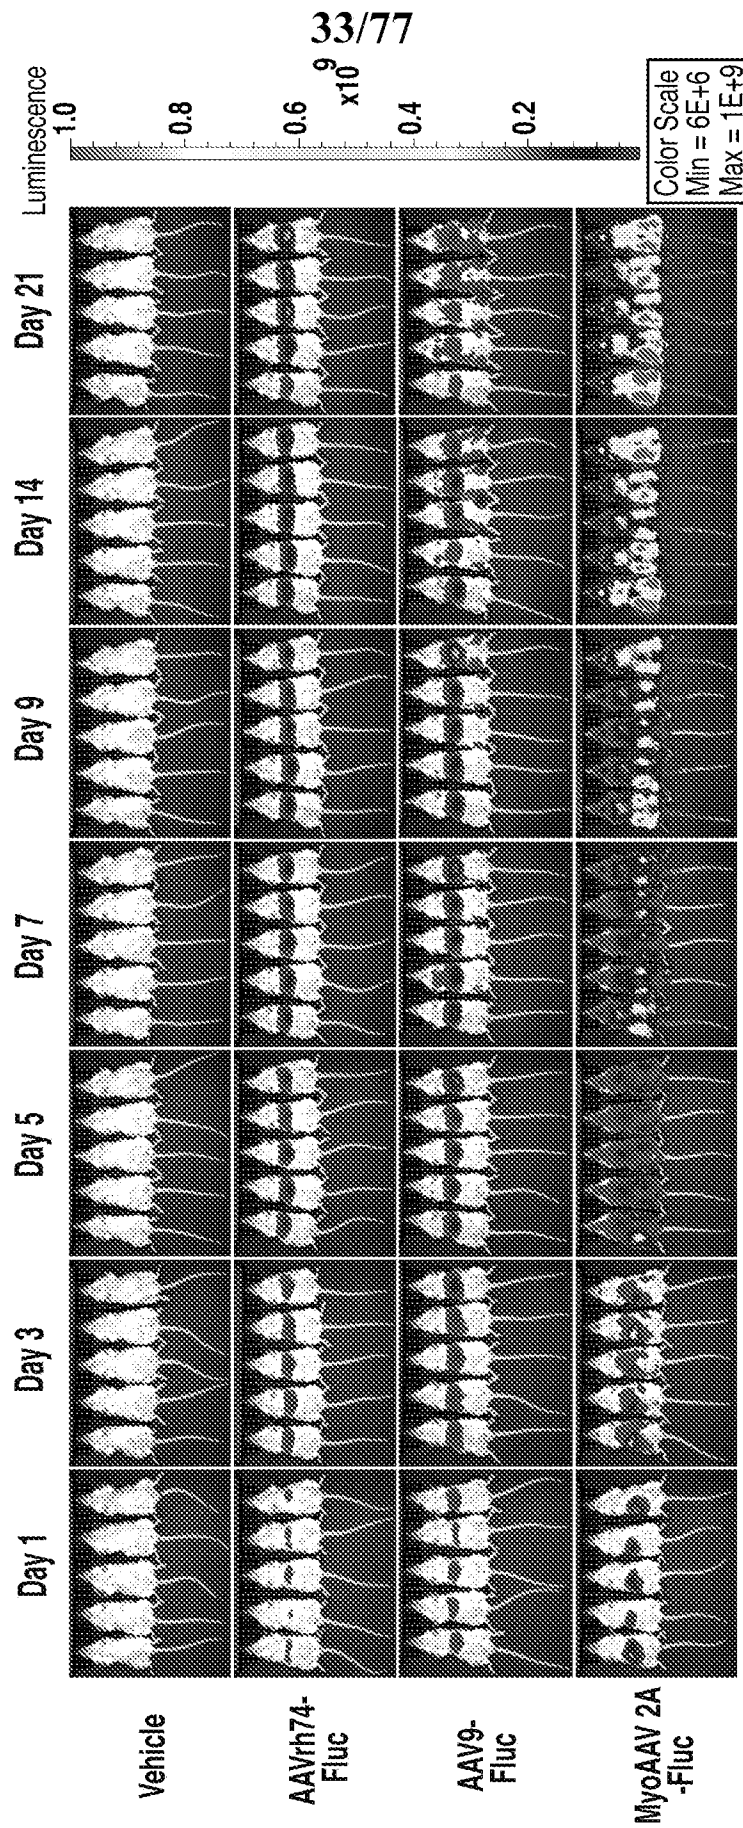 33/77
Day 1
Day 3
Day 5
Day 7
Day 9
Day 14
Day 21
Luminescence
Vehicle
AAVrh74-
Fluc
AAV9-
Fluc
MyoAAV 2A
-Fluc
1.0
0.8
0.6
x10⁹
0.4
0.2
Color Scale
Min = 6E+6
Max = 1E+9